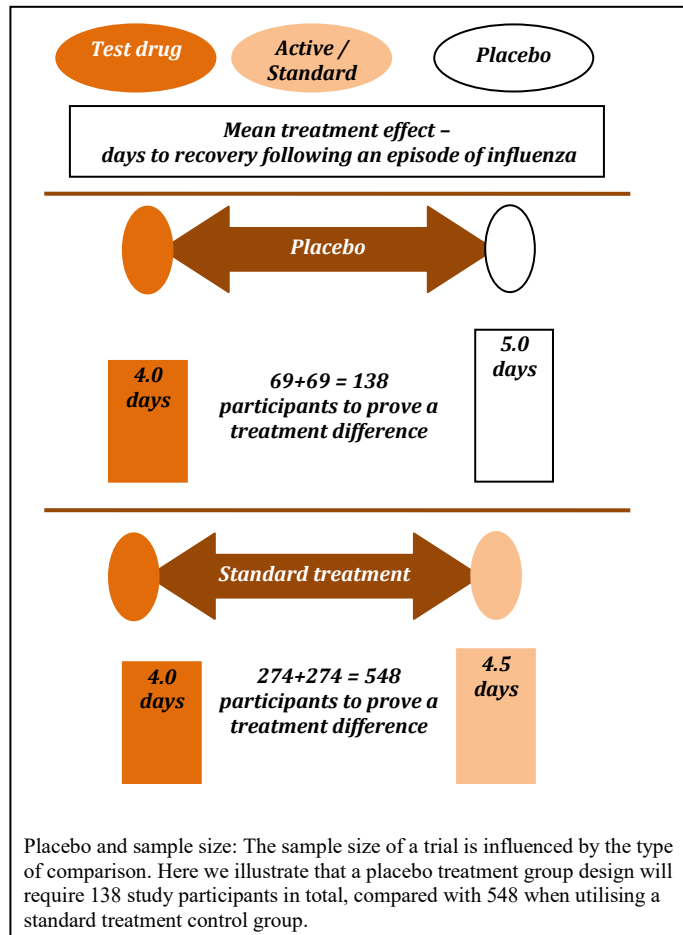 Test drug
Active /
Standard
Placebo
Mean treatment effect –
days to recovery following an episode of influenza
Placebo
4.0
days
69+69 = 138
participants to prove a
treatment difference
5.0
days
Standard treatment
4.0
days
274+274 = 548
participants to prove a
treatment difference
4.5
days
Placebo and sample size: The sample size of a trial is influenced by the type
of comparison. Here we illustrate that a placebo treatment group design will
require 138 study participants in total, compared with 548 when utilising a
standard treatment control group.